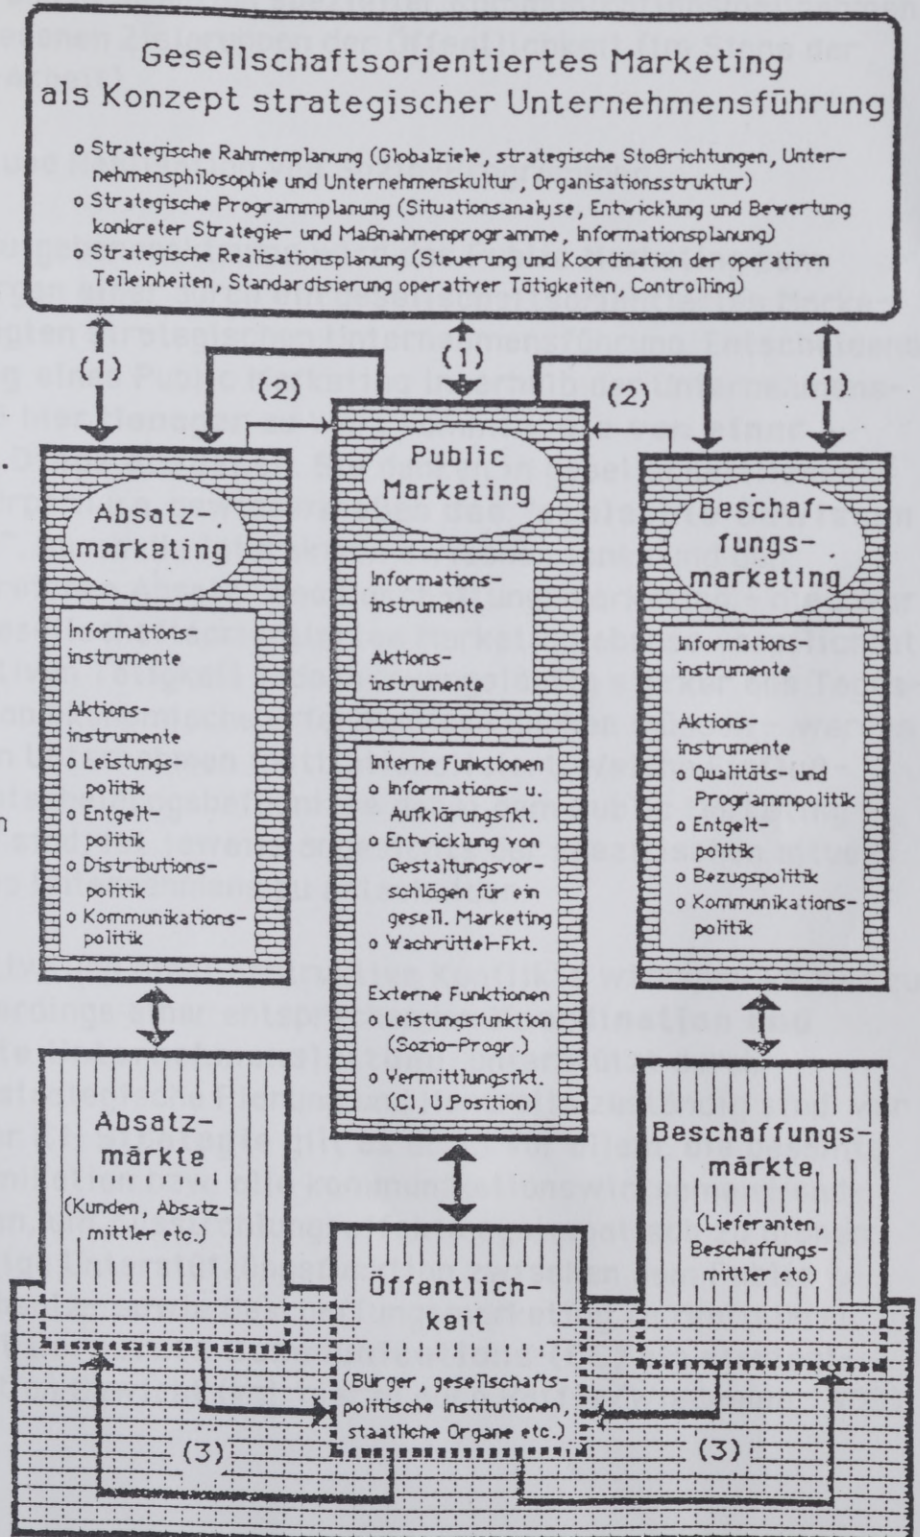 Gesellschaftsorientiertes Marketing
als Konzept strategischer Unternehmensführung
o Strategische Rahmenplanung (Globalziele, strategische Stoßrichtungen, Unter-
nehmensphilosophie und Unternehmenskultur, Organisationsstruktur)
o Strategische Programmplanung (Situationsanalyse, Entwicklung und Bewertung
konkreter Strategie- und Maßnahmenprogramme, Informationsplanung)
o Strategische Realisationsplanung (Steuerung und Koordination der operativen
Teileinheiten, Standardisierung operativer Tätigkeiten, Controlling)
(1)
(1)
(1)
(2)
(2)
Absatz-
marketing
Informations-
instrumente
Aktions-
instrumente
o Leistungs-
politik
o Entgelt-
politik
o Distributions-
politik
o Kommunikations-
politik
Public
Marketing
Informations-
instrumente
Aktions-
instrumente
Interne Funktionen
o Informations- u.
Aufklärungsfkt.
o Entwicklung von
Gestaltungsvor-
schlägen für ein
gesell. Marketing
o Wachrüttel-Fkt.
Externe Funktionen
o Leistungsfunktion
(Sozio-Progr.)
o Vermittlungsfkt.
(CI, U.Position)
Beschaf-
fungs-
marketing
Informations-
instrumente
Aktions-
instrumente
o Qualitäts- und
Programmpolitik
o Entgelt-
politik
o Bezugspolitik
o Kommunikations-
politik
Absatz-
märkte
(Kunden, Absatz-
mittler etc.)
Öffentlich-
keit
(Bürger, gesellschafts-
politische Institutionen,
staatliche Organe etc.)
Beschaffungs-
märkte
(Lieferanten,
Beschaffungs-
mittler etc)
(3)
(3)